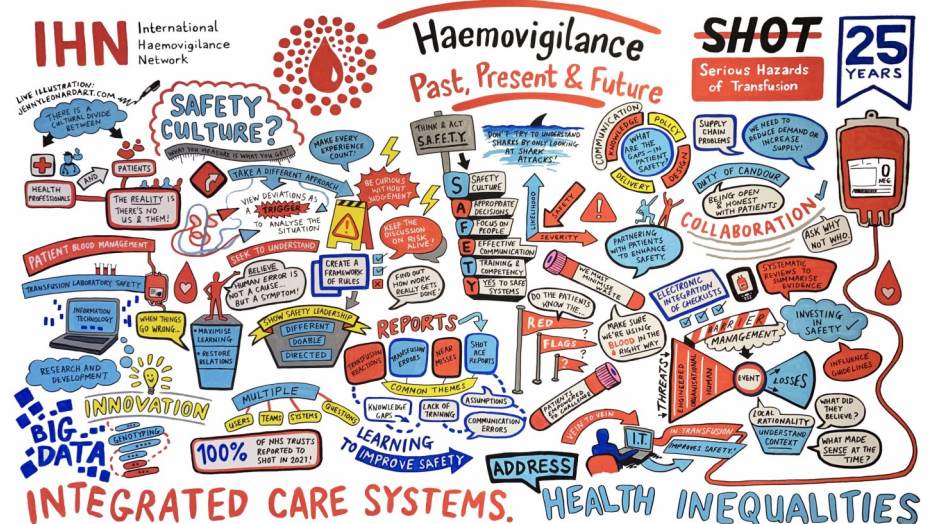 IHN
International
Haemovigilance
Network
Haemovigilance
Past, Present & Future
SHOT
Serious Hazards
of Transfusion
25
YEARS
LIVE ILLUSTRATION:
JENNYLEONARDART.COM
THERE IS A
CULTURAL DIVIDE
BETWEEN
HEALTH
PROFESSIONALS
AND
PATIENTS
THE REALITY IS
THERE'S NO
US & THEM!
SAFETY
CULTURE?
WHAT YOU MEASURE IS WHAT YOU GET!
MAKE EVERY
EXPERIENCE
COUNT!
TAKE A DIFFERENT APPROACH
VIEW DEVIATIONS AS
A TRIGGER
TO ANALYSE THE
SITUATION
BE CURIOUS
WITHOUT
JUDGEMENT
KEEP THE
DISCUSSION
ON RISK
ALIVE!
SEEK TO UNDERSTAND
BELIEVE
HUMAN ERROR IS
NOT A CAUSE...
BUT A SYMPTOM!
CREATE A
FRAMEWORK
OF RULES
FIND OUT
HOW WORK
REALLY GETS
DONE
PATIENT BLOOD MANAGEMENT
TRANSFUSION LABORATORY SAFETY
INFORMATION
TECHNOLOGY
WHEN THINGS
GO WRONG...
• MAXIMISE
LEARNING
• RESTORE
RELATIONS
SHOW SAFETY LEADERSHIP
DIFFERENT
DOABLE
DIRECTED
RESEARCH AND
DEVELOPMENT
INNOVATION
BIG
DATA
GENOTYPING
MULTIPLE
USERS
TEAMS
SYSTEMS
QUESTIONS
100%
OF NHS TRUSTS
REPORTED TO
SHOT IN 2021!
REPORTS
TRANSFUSION
REACTIONS
TRANSFUSION
ERRORS
NEAR
MISSES
SHOT
ACE
REPORTS
COMMON THEMES
KNOWLEDGE
GAPS
LACK OF
TRAINING
ASSUMPTIONS
COMMUNICATION
ERRORS
LEARNING
TO IMPROVE SAFETY
THINK & ACT
S.A.F.E.T.Y.
S
SAFETY
CULTURE
A
APPROPRIATE
DECISIONS
F
FOCUS ON
PEOPLE
E
EFFECTIVE
COMMUNICATION
T
TRAINING &
COMPETENCY
Y
YES TO SAFE
SYSTEMS
DON'T TRY TO UNDERSTAND
SHARKS BY ONLY LOOKING
AT SHARK
ATTACKS!
LIKELIHOOD
SAFETY
SEVERITY
COMMUNICATION
KNOWLEDGE
POLICY
DESIGN
DELIVERY
WHAT
ARE THE
GAPS IN
PATIENT
SAFETY?
SUPPLY
CHAIN
PROBLEMS
WE NEED TO
REDUCE DEMAND OR
INCREASE
SUPPLY!
DUTY OF CANDOUR
BEING OPEN
& HONEST
WITH PATIENTS
COLLABORATION
ASK WHY
NOT WHO.
PARTNERING
WITH PATIENTS
TO ENHANCE
SAFETY.
O
NEG
WE MUST
MINIMISE
WASTE
DO THE PATIENTS
KNOW THE...
RED
FLAGS
?
?
MAKE SURE
WE'RE USING
BLOOD IN THE
RIGHT WAY.
PATIENTS
EMPOWERED
TO CHALLENGE
ELECTRONIC
INTEGRATION
OF CHECKLISTS
SYSTEMATIC
REVIEWS TO
SUMMARISE
EVIDENCE
INVESTING
IN
SAFETY
INFLUENCE
GUIDELINES
BARRIER
MANAGEMENT
THREATS
ENGINEERED
ORGANISATIONAL
HUMAN
EVENT
LOSSES
LOCAL
RATIONALITY
UNDERSTAND
CONTEXT
WHAT DID
THEY
BELIEVE?
WHAT MADE
SENSE AT THE
TIME?
VEIN TO VEIN
I.T.
IN TRANSFUSION
IMPROVES SAFETY!
ADDRESS
INTEGRATED CARE SYSTEMS.
HEALTH INEQUALITIES